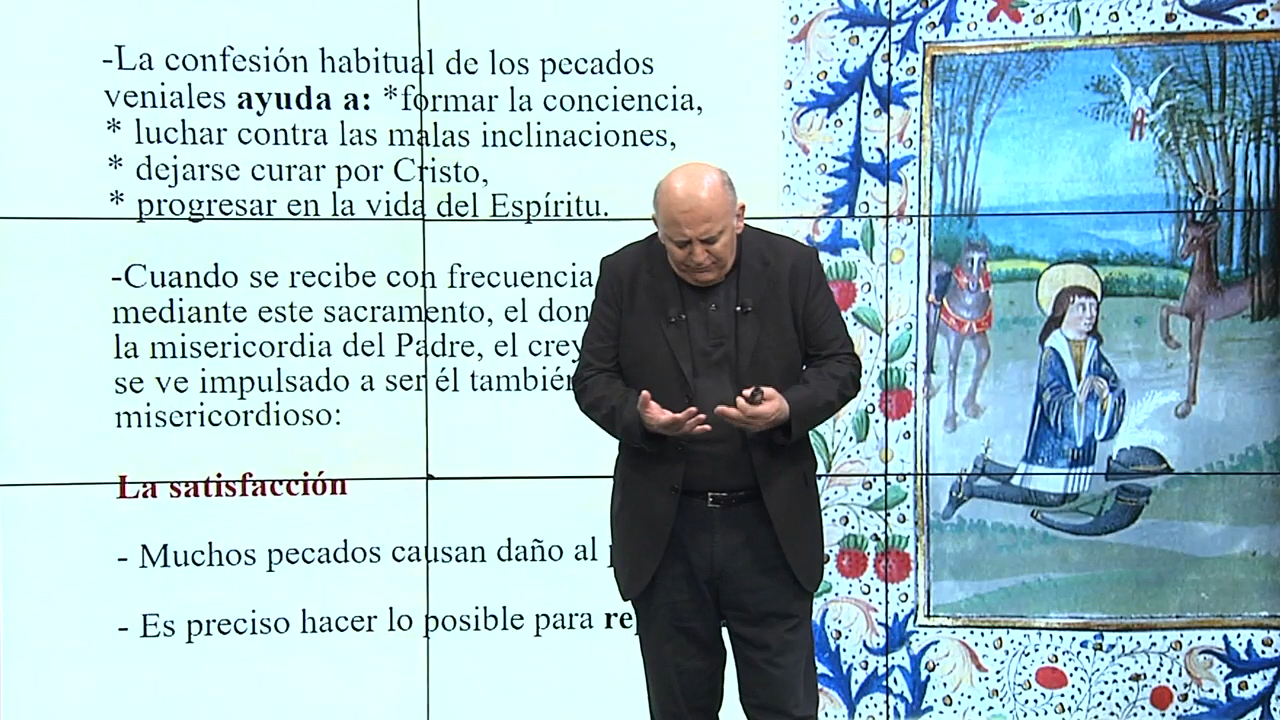 -La confesión habitual de los pecados
veniales ayuda a: *formar la conciencia,
* luchar contra las malas inclinaciones,
* dejarse curar por Cristo,
* progresar en la vida del Espíritu.
-Cuando se recibe con frecuencia
mediante este sacramento, el don
la misericordia del Padre, el
se ve impulsado a ser él también
misericordioso:
La satisfacción
- Muchos pecados causan daño al
- Es preciso hacer lo posible para